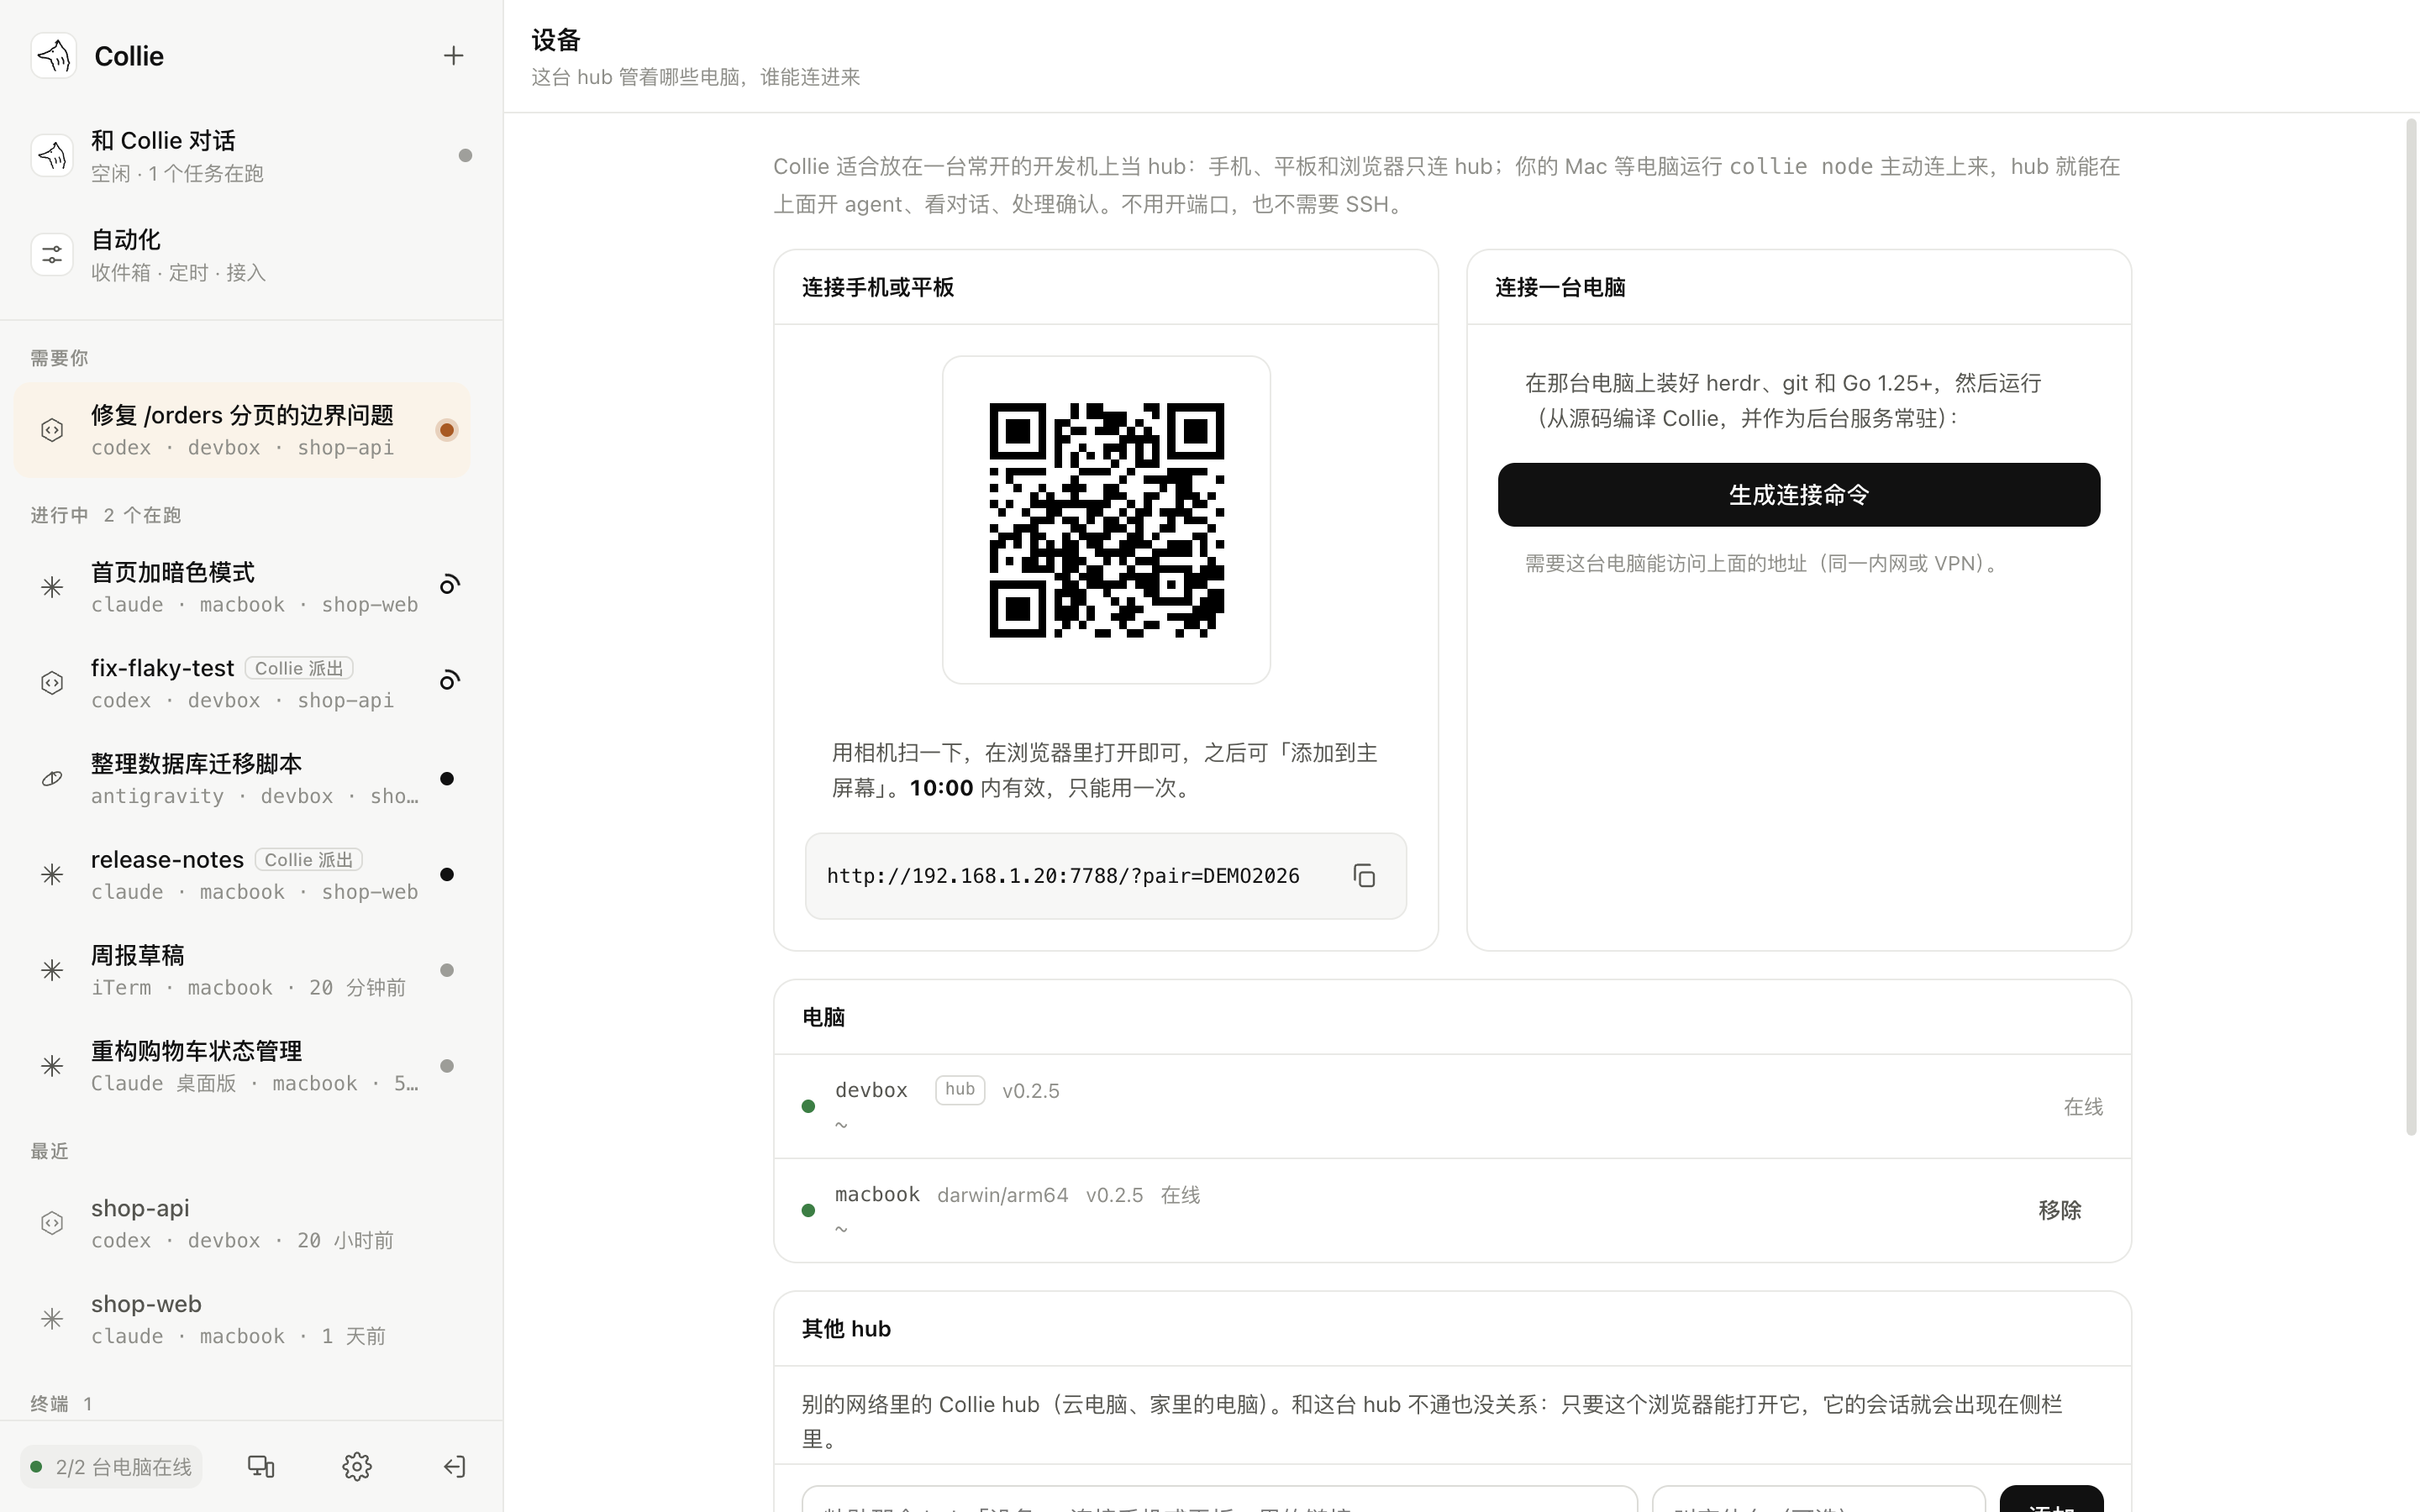 Collie
和 Collie 对话
空闲 · 1 个任务在跑
自动化
收件箱 · 定时 · 接入
需要你
修复 /orders 分页的边界问题
codex · devbox · shop-api
进行中 2 个在跑
首页加暗色模式
claude · macbook · shop-web
fix-flaky-test Collie 派出
codex · devbox · shop-api
整理数据库迁移脚本
antigravity · devbox · sho…
release-notes Collie 派出
claude · macbook · shop-web
周报草稿
iTerm · macbook · 20 分钟前
重构购物车状态管理
Claude 桌面版 · macbook · 5…
最近
shop-api
codex · devbox · 20 小时前
shop-web
claude · macbook · 1 天前
终端 1
2/2 台电脑在线
设备
这台 hub 管着哪些电脑，谁能连进来
Collie 适合放在一台常开的开发机上当 hub：手机、平板和浏览器只连 hub；你的 Mac 等电脑运行 collie node 主动连上来，hub 就能在
上面开 agent、看对话、处理确认。不用开端口，也不需要 SSH。
连接手机或平板
用相机扫一下，在浏览器里打开即可，之后可「添加到主
屏幕」。10:00 内有效，只能用一次。
http://192.168.1.20:7788/?pair=DEMO2026
连接一台电脑
在那台电脑上装好 herdr、git 和 Go 1.25+，然后运行
（从源码编译 Collie，并作为后台服务常驻）：
生成连接命令
需要这台电脑能访问上面的地址（同一内网或 VPN）。
电脑
devbox hub v0.2.5
~
在线
macbook darwin/arm64 v0.2.5 在线
~
移除
其他 hub
别的网络里的 Collie hub（云电脑、家里的电脑）。和这台 hub 不通也没关系：只要这个浏览器能打开它，它的会话就会出现在侧栏
里。